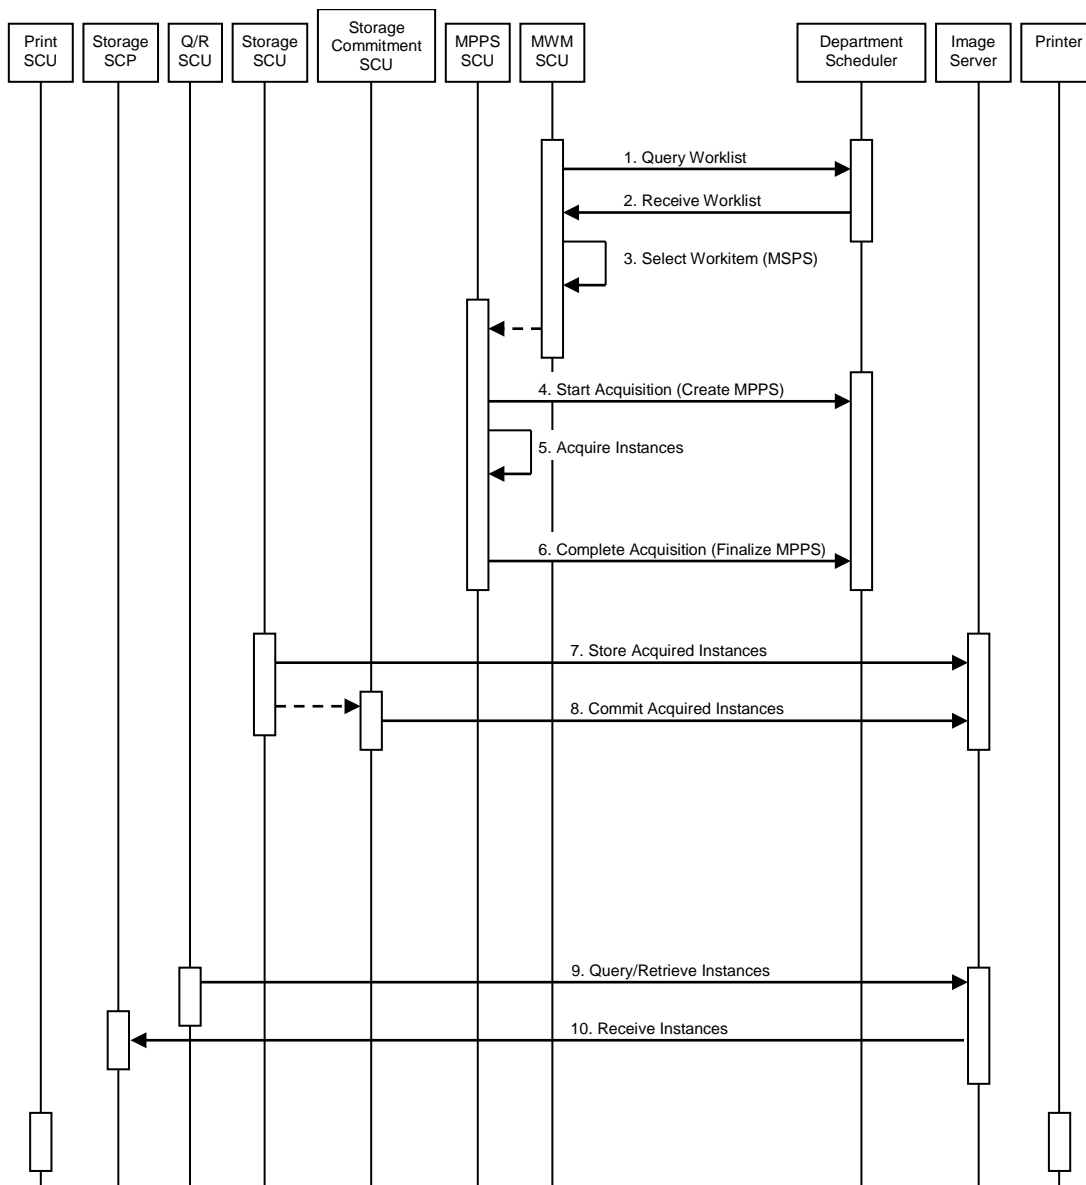 Print
SCU
Storage
SCP
Q/R
SCU
Storage
SCU
Storage
Commitment
SCU
MPPS
SCU
MWM
SCU
Department
Scheduler
Image
Server
Printer
1. Query Worklist
2. Receive Worklist
3. Select Workitem (MSPS)
4. Start Acquisition (Create MPPS)
5. Acquire Instances
6. Complete Acquisition (Finalize MPPS)
7. Store Acquired Instances
8. Commit Acquired Instances
9. Query/Retrieve Instances
10. Receive Instances